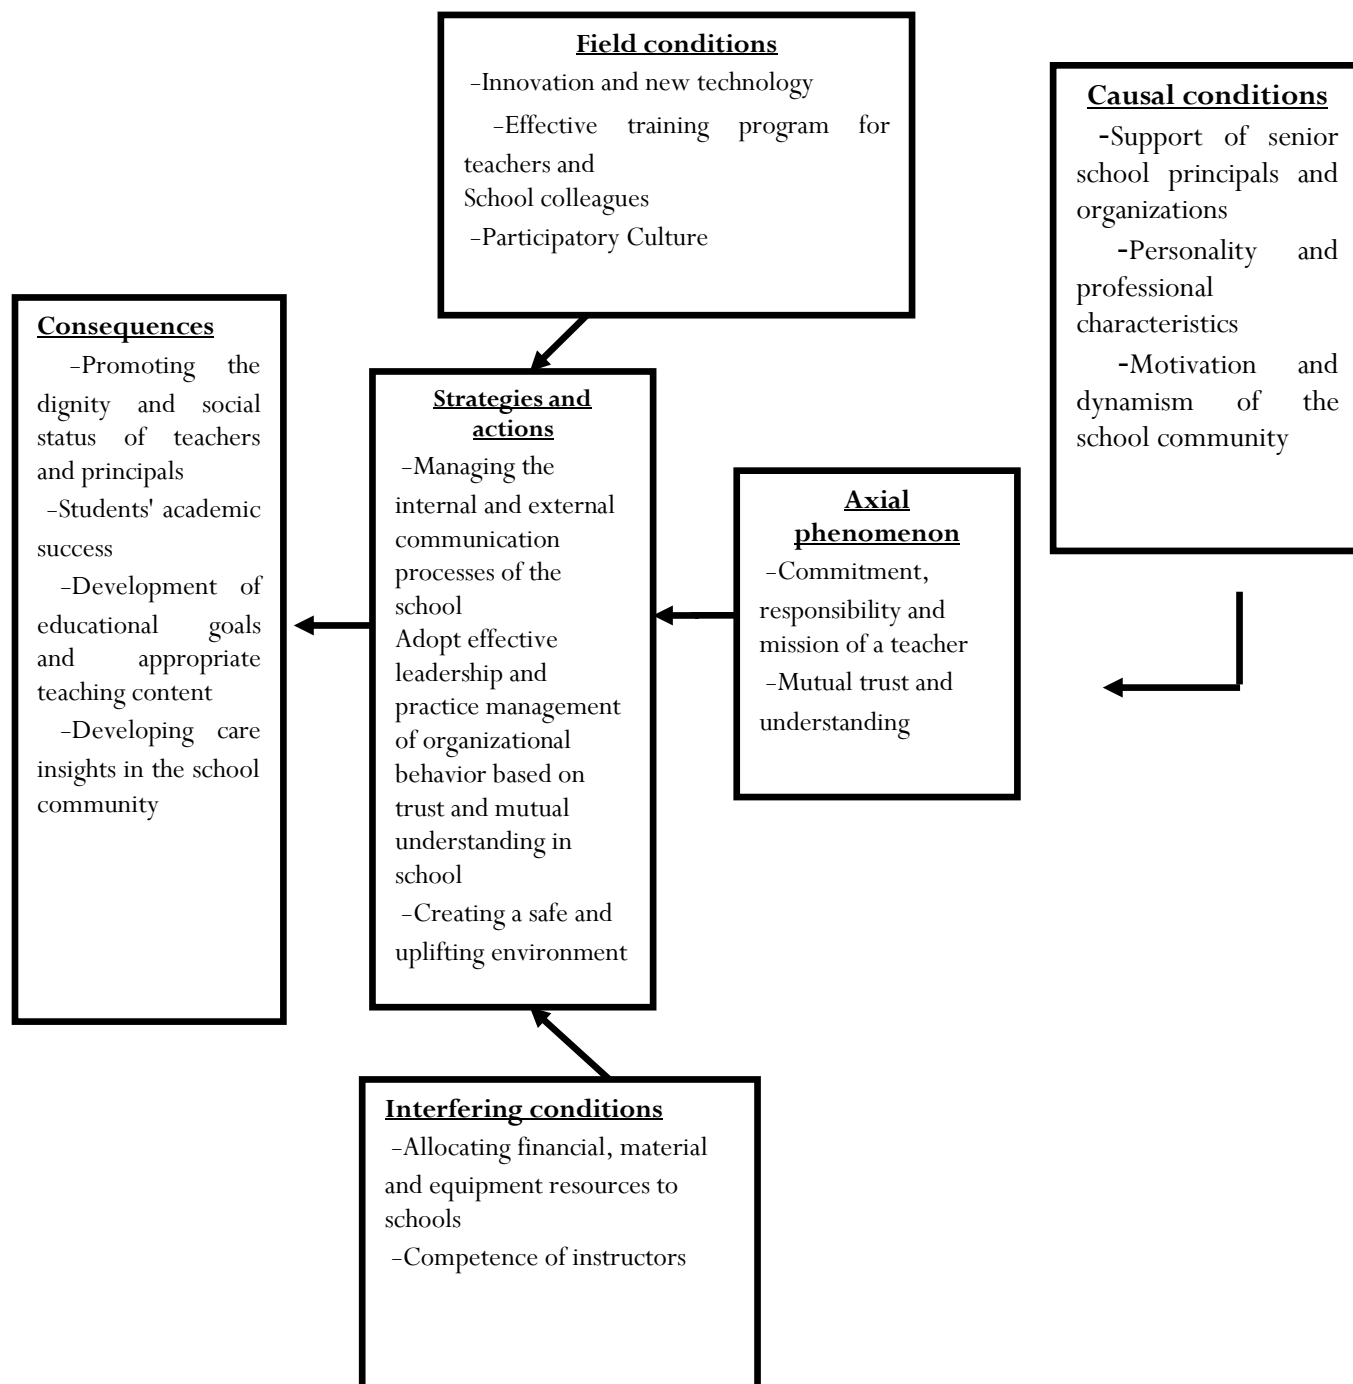 Field conditions
-Innovation and new technology
-Effective training program for
teachers and
School colleagues
-Participatory Culture
Causal conditions
-Support of senior
school principals and
organizations
-Personality and
professional
characteristics
-Motivation and
dynamism of the
school community
Consequences
-Promoting the
dignity and social
status of teachers
and principals
-Students' academic
success
-Development of
educational goals
and appropriate
teaching content
-Developing care
insights in the school
community
Strategies and
actions
-Managing the
internal and external
communication
processes of the
school
Adopt effective
leadership and
practice management
of organizational
behavior based on
trust and mutual
understanding in
school
-Creating a safe and
uplifting environment
Axial
phenomenon
-Commitment,
responsibility and
mission of a teacher
-Mutual trust and
understanding
Interfering conditions
-Allocating financial, material
and equipment resources to
schools
-Competence of instructors